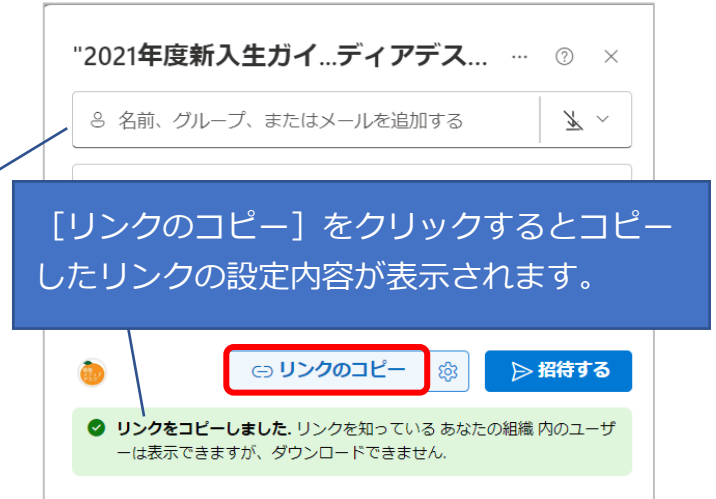 "2021年度新入生ガイ...ディアデス... ...
名前、グループ、またはメールを追加する
［リンクのコピー］をクリックするとコピー
したリンクの設定内容が表示されます。
リンクのコピー
招待する
リンクをコピーしました. リンクを知っている あなたの組織 内のユーザ
ーは表示できますが、ダウンロードできません.